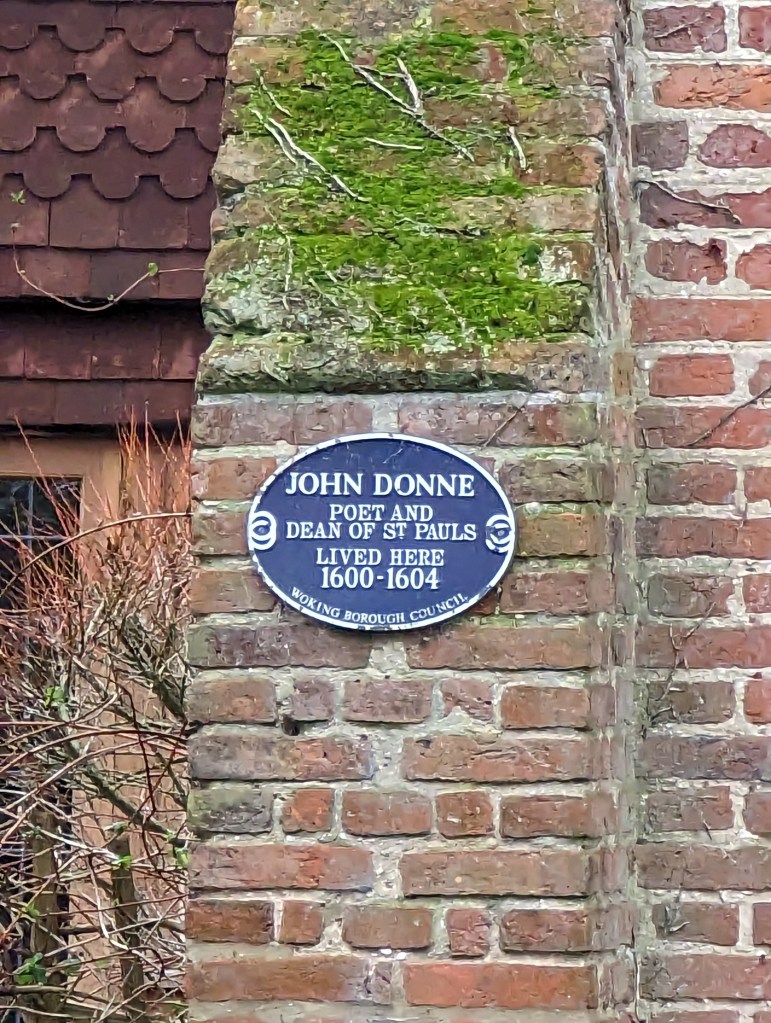 JOHN DONNE
POET AND
DEAN OF ST PAULS
LIVED HERE
1600-1604
WOKING BOROUGH COUNCIL